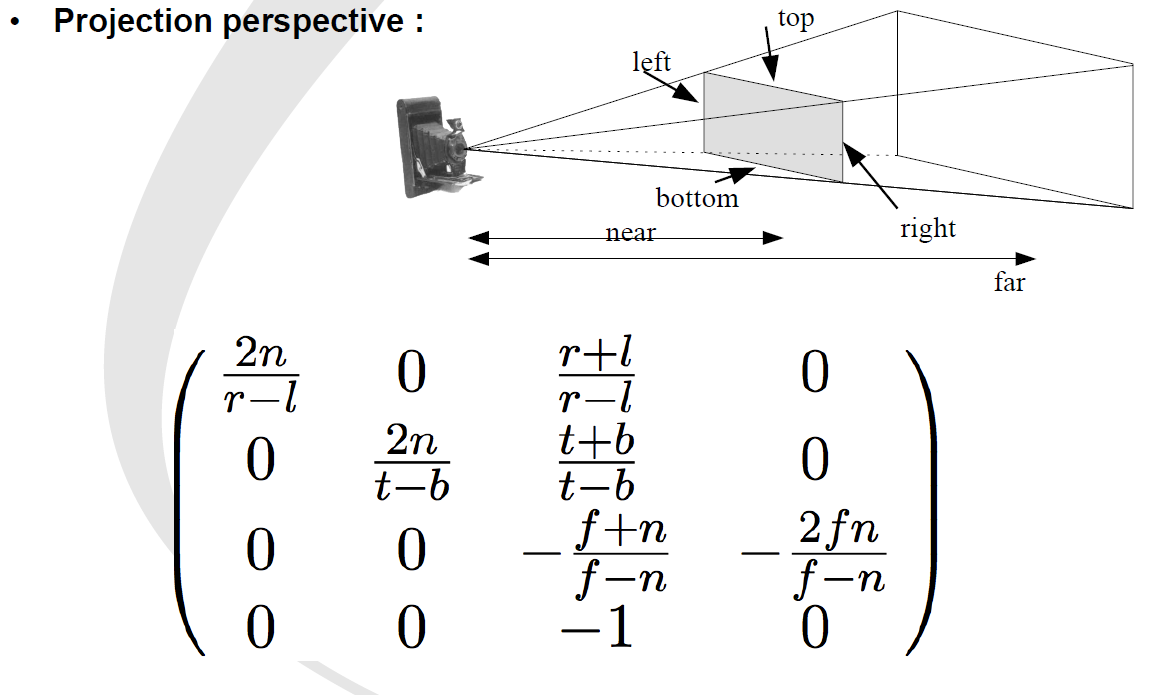 • Projection perspective :
top
left
bottom
near
right
far
2n/(r−l) 0 (r+l)/(r−l) 0
0 2n/(t−b) (t+b)/(t−b) 0
0 0 −(f+n)/(f−n) −2fn/(f−n)
0 0 −1 0